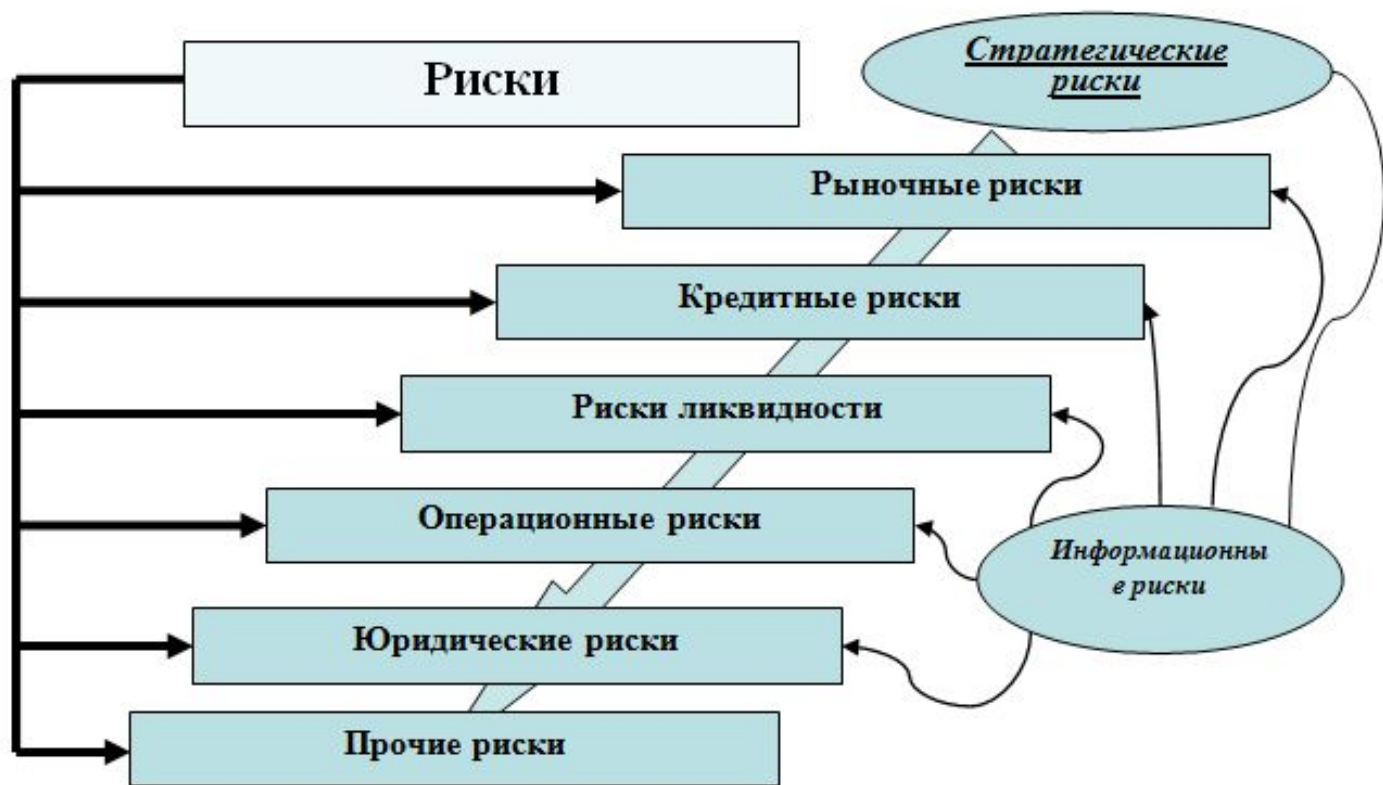 Риски
Стратегические
риски
Рыночные риски
Кредитные риски
Риски ликвидности
Операционные риски
Информационны
е риски
Юридические риски
Прочие риски